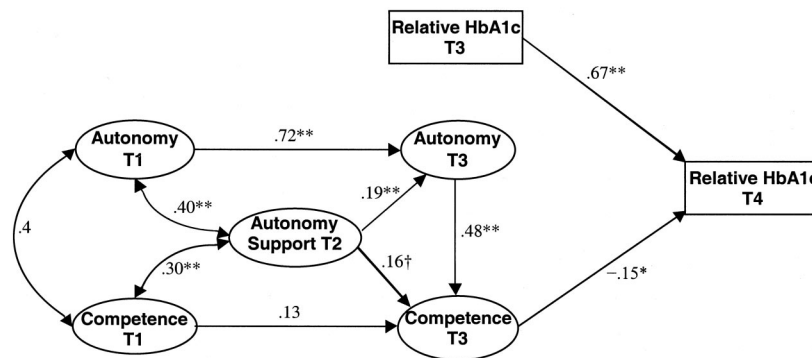 Relative HbA1c
T3
.67**
Autonomy
T1
.72**
Autonomy
T3
Relative HbA1c
T4
.40**
.19**
.4
Autonomy
Support T2
.48**
.30**
.16†
−.15*
Competence
T1
.13
Competence
T3